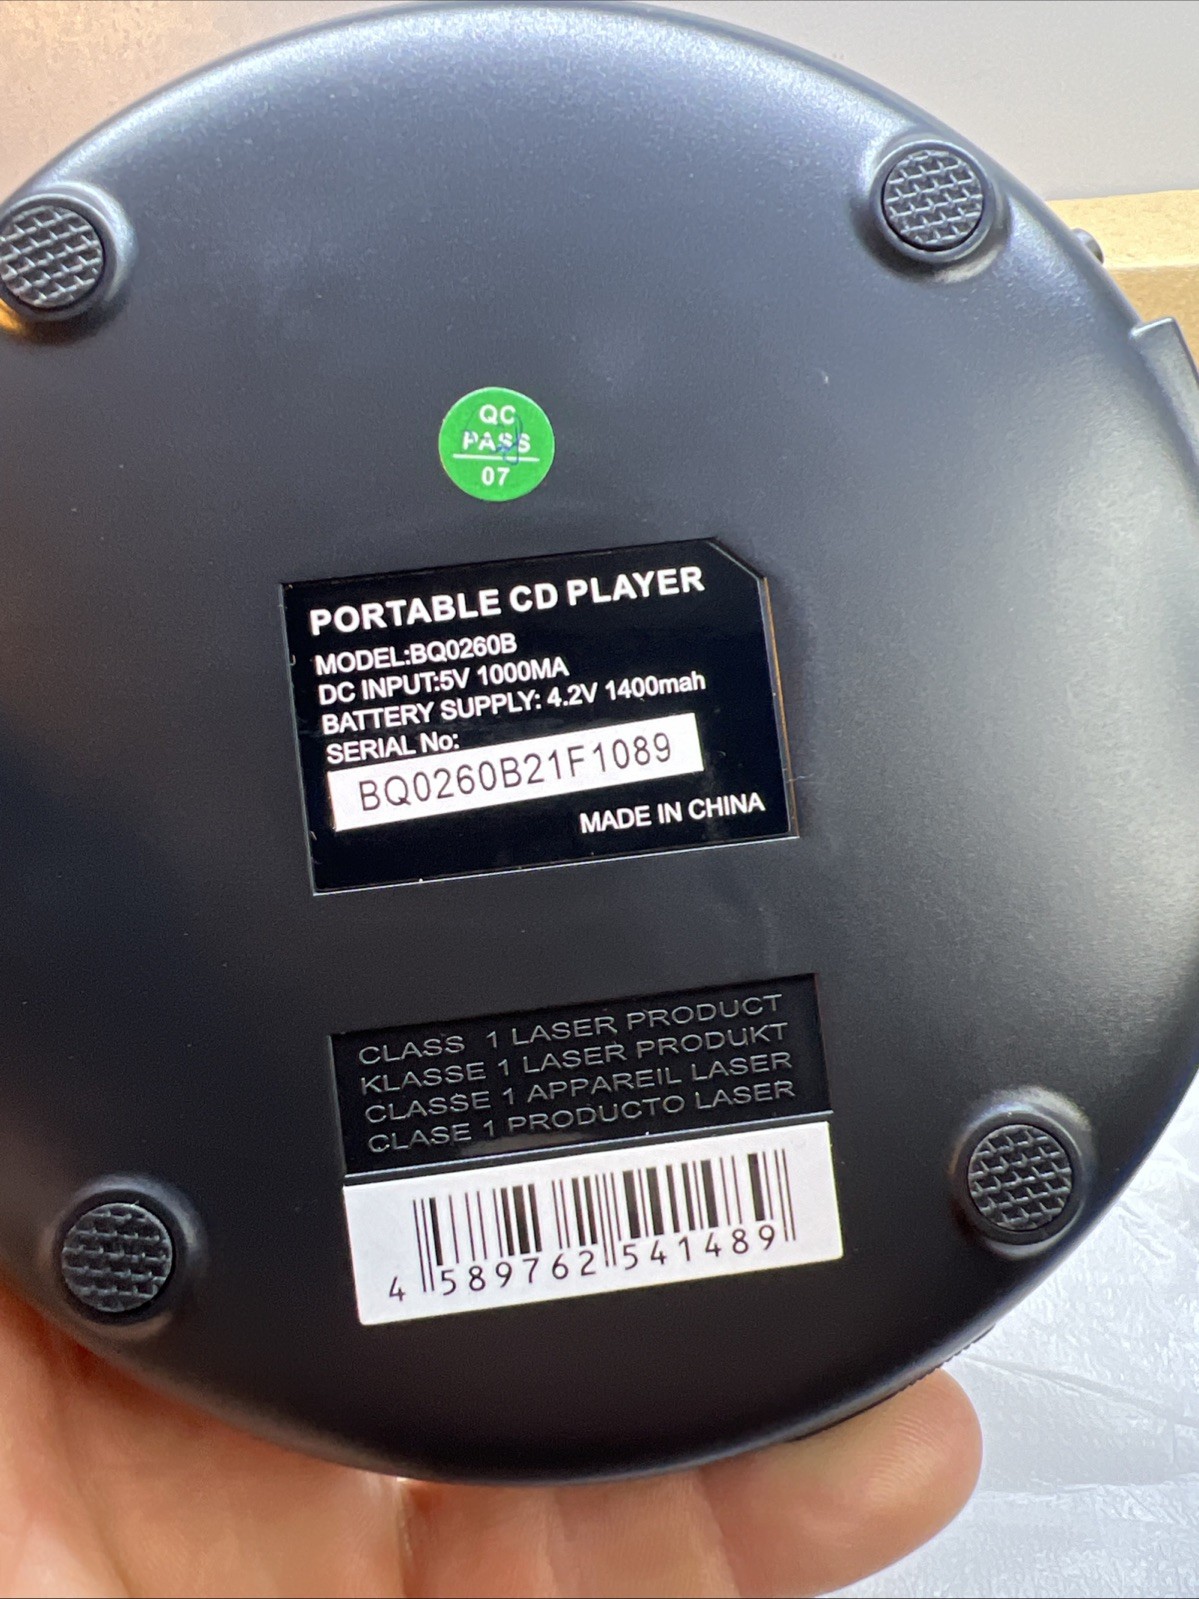 QC
PASS
07
PORTABLE CD PLAYER
MODEL:BQ0260B
DC INPUT:5V 1000MA
BATTERY SUPPLY: 4.2V 1400mah
SERIAL No:
BQ0260B21F1089
MADE IN CHINA
CLASS 1 LASER PRODUCT
KLASSE 1 LASER PRODUKT
CLASSE 1 APPAREIL LASER
CLASE 1 PRODUCTO LASER
4 589762 541489